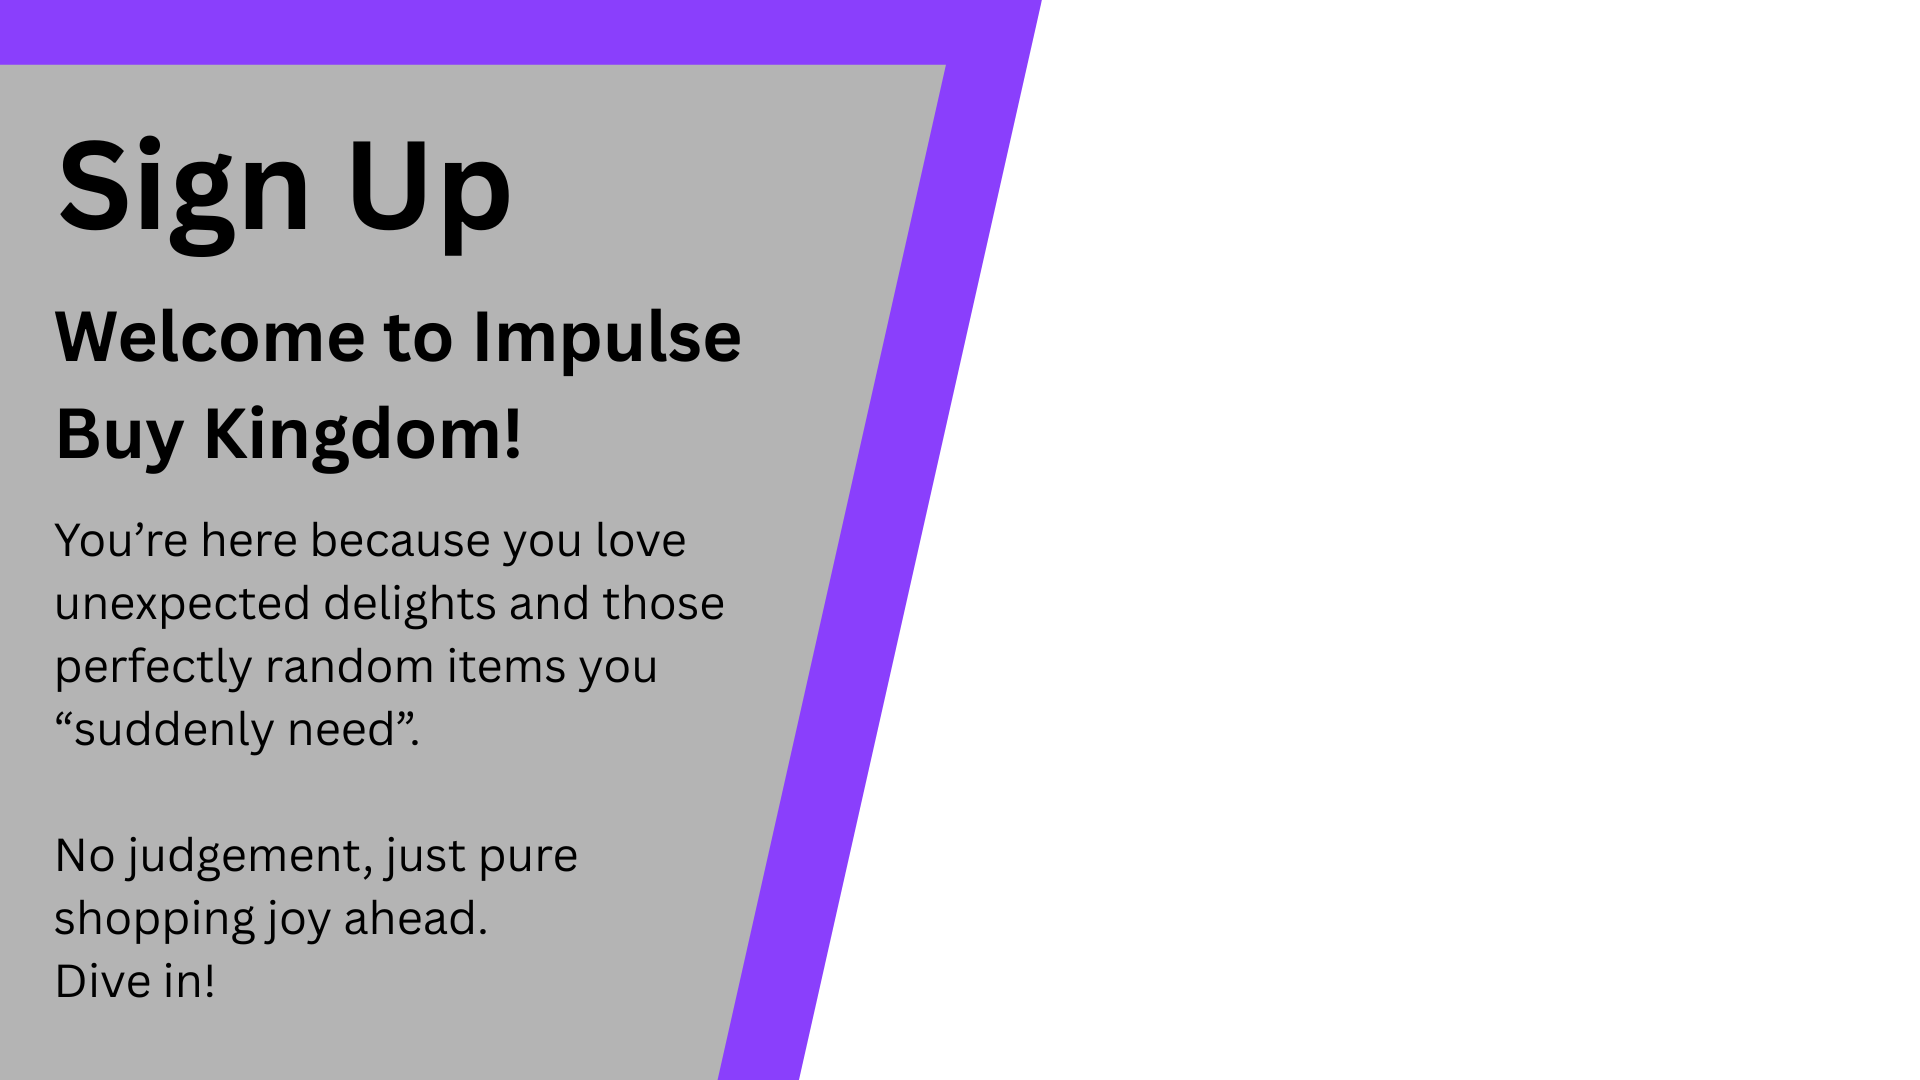 Sign Up
Welcome to Impulse
Buy Kingdom!
You’re here because you love
unexpected delights and those
perfectly random items you
“suddenly need”.
No judgement, just pure
shopping joy ahead.
Dive in!